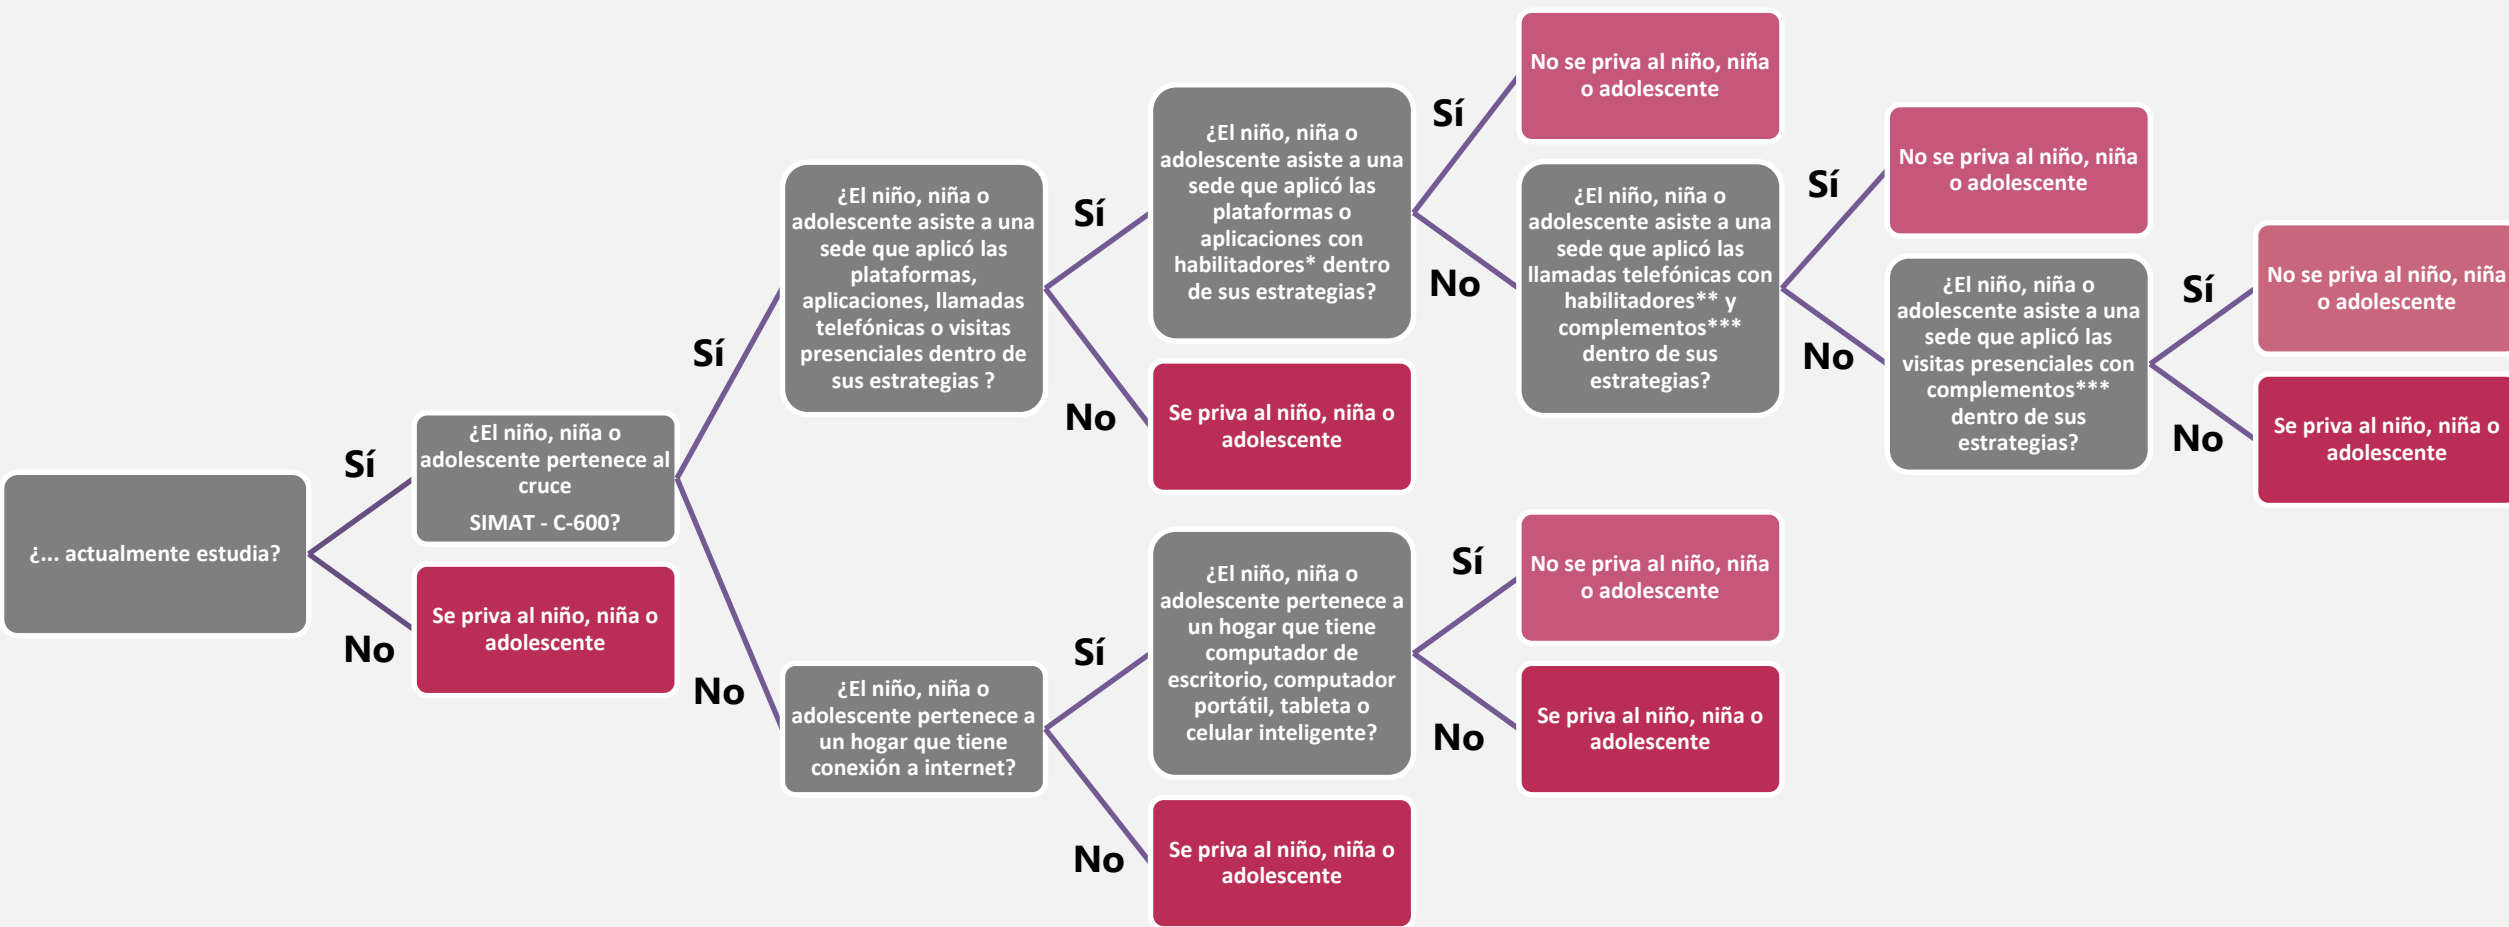 ¿... actualmente estudia?
Sí
No
¿El niño, niña o
adolescente pertenece al
cruce
SIMAT - C-600?
Se priva al niño, niña o
adolescente
Sí
No
¿El niño, niña o
adolescente asiste a una
sede que aplicó las
plataformas,
aplicaciones, llamadas
telefónicas o visitas
presenciales dentro de
sus estrategias ?
¿El niño, niña o
adolescente pertenece a
un hogar que tiene
conexión a internet?
Sí
No
Sí
No
¿El niño, niña o
adolescente asiste a una
sede que aplicó las
plataformas o
aplicaciones con
habilitadores* dentro
de sus estrategias?
Se priva al niño, niña o
adolescente
¿El niño, niña o
adolescente pertenece a
un hogar que tiene
computador de
escritorio, computador
portátil, tableta o
celular inteligente?
Se priva al niño, niña o
adolescente
Sí
No
Sí
No
No se priva al niño, niña
o adolescente
¿El niño, niña o
adolescente asiste a una
sede que aplicó las
llamadas telefónicas con
habilitadores** y
complementos***
dentro de sus
estrategias?
No se priva al niño, niña
o adolescente
Se priva al niño, niña o
adolescente
Sí
No
No se priva al niño, niña
o adolescente
¿El niño, niña o
adolescente asiste a una
sede que aplicó las
visitas presenciales con
complementos***
dentro de sus
estrategias?
Sí
No
No se priva al niño, niña
o adolescente
Se priva al niño, niña o
adolescente